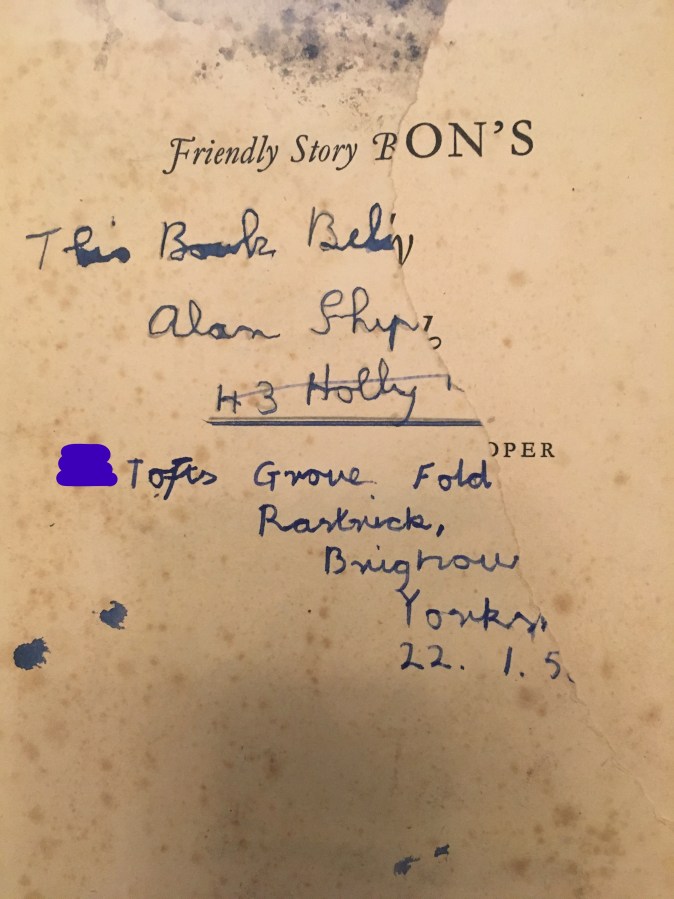 Friendly Story B
ON'S
This Book Bel
Alan Ship
43 Holly
OPER
Tofts Grove Fold
Rastrick,
Brighouse
Yorks,
22. 1. 5